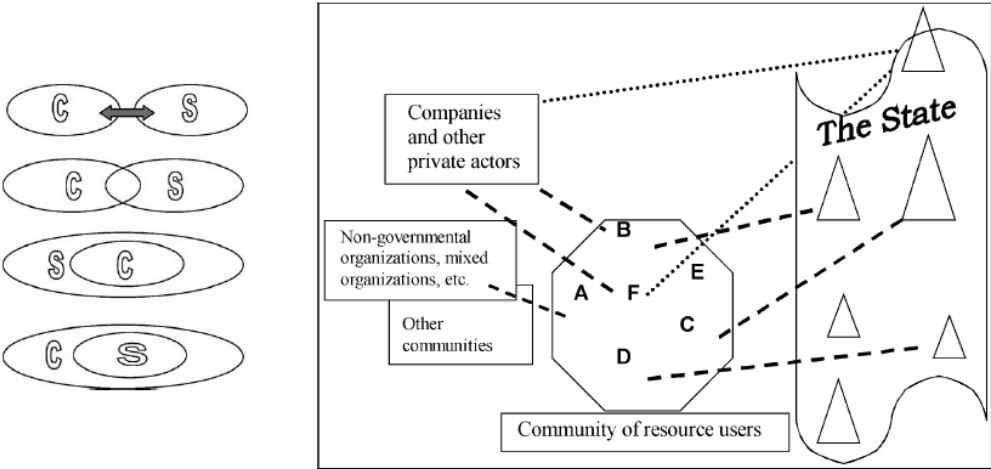 C S
C S
S C
C S
The State
Companies
and other
private actors
Non-governmental
organizations, mixed
organizations, etc.
Other
communities
B
E
A F
C
D
Community of resource users